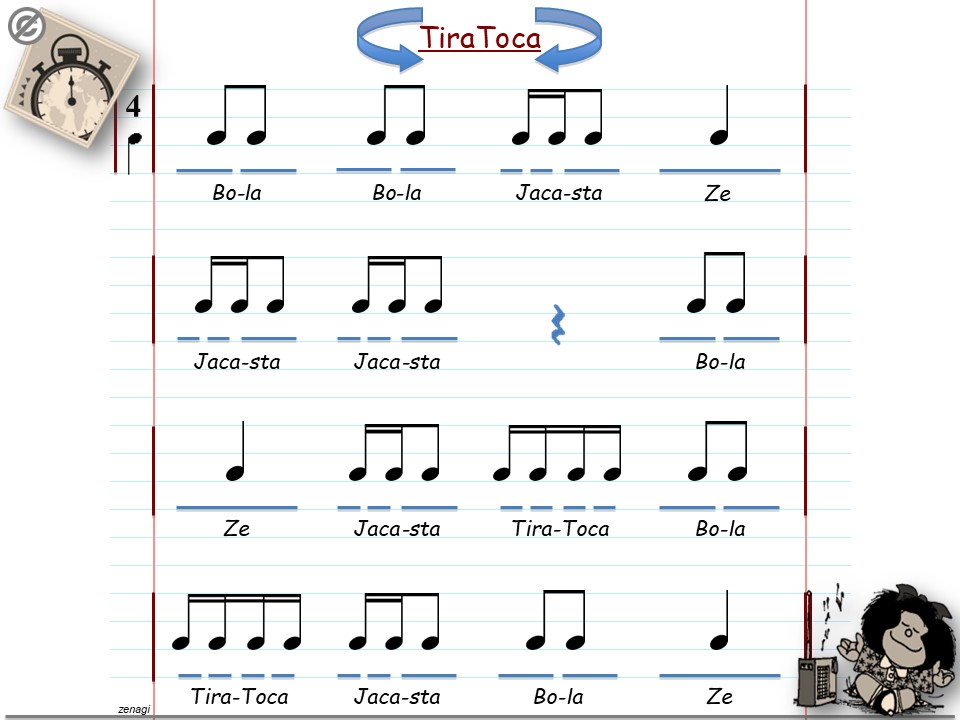 TiraToca
4
Bo-la Bo-la Jaca-sta Ze
Jaca-sta Jaca-sta Bo-la
Ze Jaca-sta Tira-Toca Bo-la
Tira-Toca Jaca-sta Bo-la Ze
zenagi